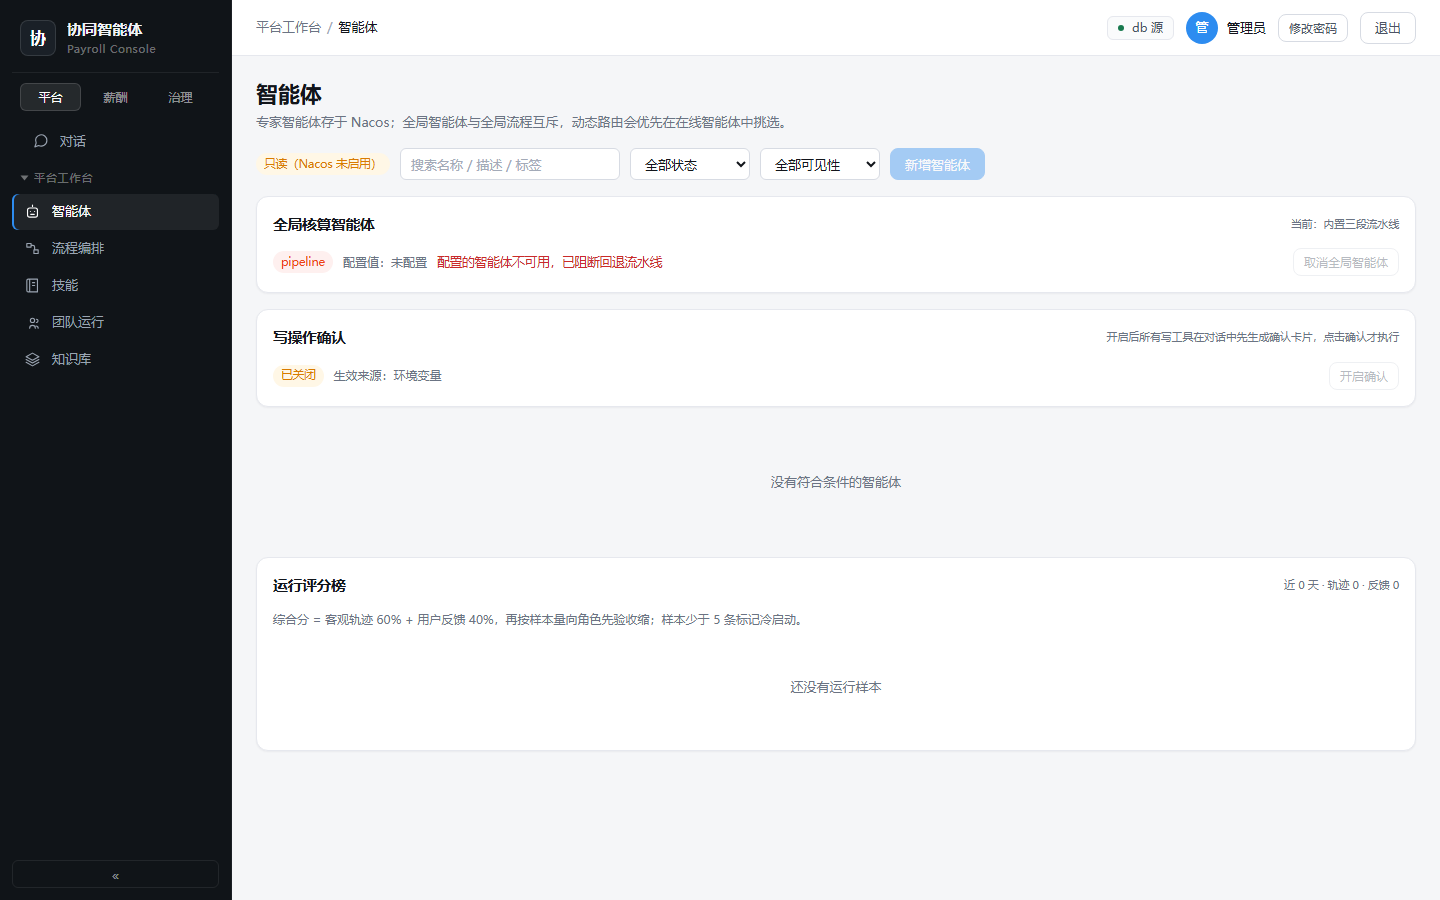 协
协同智能体
Payroll Console
平台
薪酬
治理
对话
平台工作台
智能体
流程编排
技能
团队运行
知识库
«
平台工作台 / 智能体
db 源
管
管理员
修改密码
退出
智能体
专家智能体存于 Nacos；全局智能体与全局流程互斥，动态路由会优先在在线智能体中挑选。
只读（Nacos 未启用）
搜索名称 / 描述 / 标签
全部状态
全部可见性
新增智能体
全局核算智能体
当前：内置三段流水线
pipeline
配置值：未配置
配置的智能体不可用，已阻断回退流水线
取消全局智能体
写操作确认
开启后所有写工具在对话中先生成确认卡片，点击确认才执行
已关闭
生效来源：环境变量
开启确认
没有符合条件的智能体
运行评分榜
近 0 天 · 轨迹 0 · 反馈 0
综合分 = 客观轨迹 60% + 用户反馈 40%，再按样本量向角色先验收缩；样本少于 5 条标记冷启动。
还没有运行样本